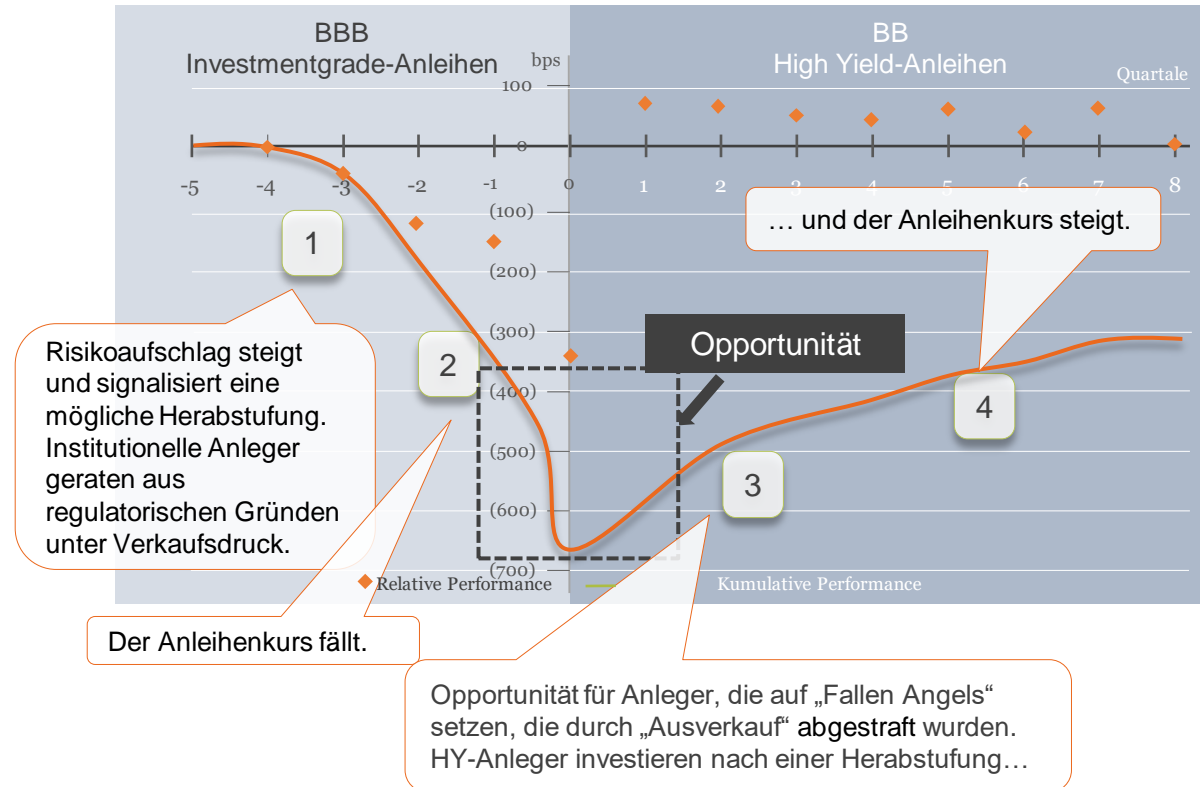 BBB
Investmentgrade-Anleihen
BB
High Yield-Anleihen
bps
Quartale
100
0
-5
-4
-3
-2
-1
0
1
2
3
4
5
6
7
8
(100)
(200)
(300)
(400)
(500)
(600)
(700)
1
… und der Anleihenkurs steigt.
Opportunität
2
4
3
Risikoaufschlag steigt
und signalisiert eine
mögliche Herabstufung.
Institutionelle Anleger
geraten aus
regulatorischen Gründen
unter Verkaufsdruck.
Relative Performance
Kumulative Performance
Der Anleihenkurs fällt.
Opportunität für Anleger, die auf „Fallen Angels“
setzen, die durch „Ausverkauf“ abgestraft wurden.
HY-Anleger investieren nach einer Herabstufung…